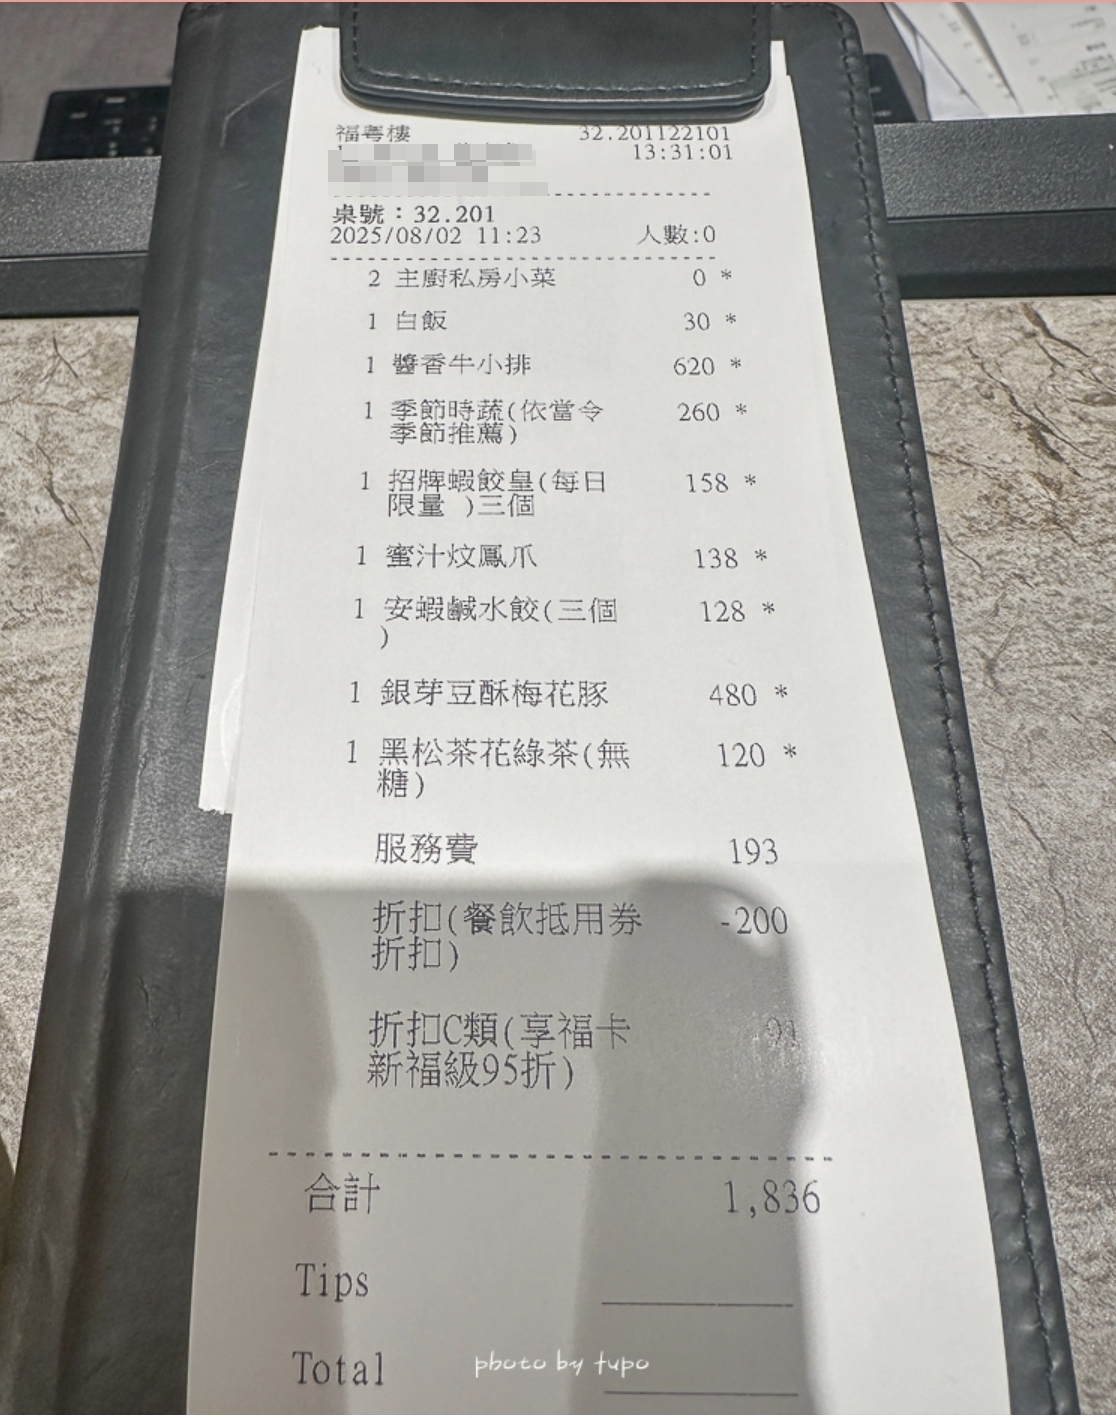 福粵樓 32.201122101
13:31:01
桌號：32.201
2025/08/02 11:23 人數:0
2 主廚私房小菜 0 *
1 白飯 30 *
1 醬香牛小排 620 *
1 季節時蔬(依當令 260 *
季節推薦)
1 招牌蝦餃皇(每日 158 *
限量 )三個
1 蜜汁炆鳳爪 138 *
1 安蝦鹹水餃(三個 128 *
)
1 銀芽豆酥梅花豚 480 *
1 黑松茶花綠茶(無 120 *
糖)
服務費 193
折扣(餐飲抵用券 -200
折扣)
折扣C類(享福卡 91
新福級95折)
合計 1,836
Tips
Total
photo by tupo